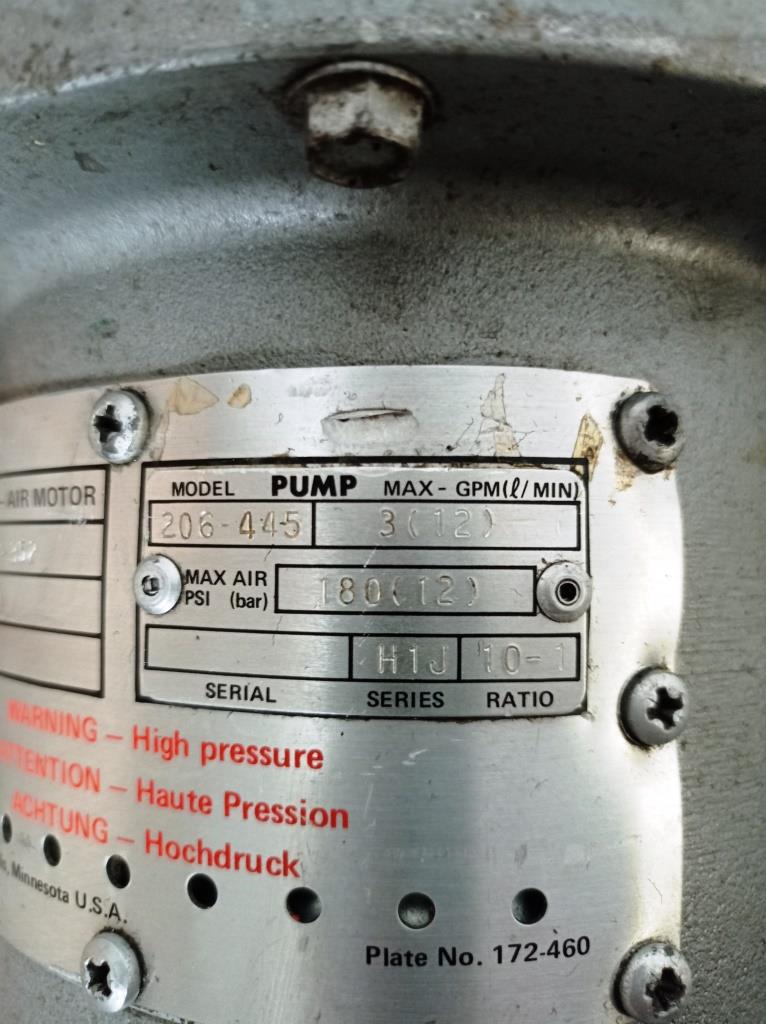 AIR MOTOR
MODEL PUMP MAX - GPM(ℓ/MIN)
206-445 3(12)
MAX AIR
PSI (bar) 180(12)
H1J 10-1
SERIAL SERIES RATIO
WARNING – High pressure
ATTENTION – Haute Pression
ACHTUNG – Hochdruck
Minnesota U.S.A.
Plate No. 172-460